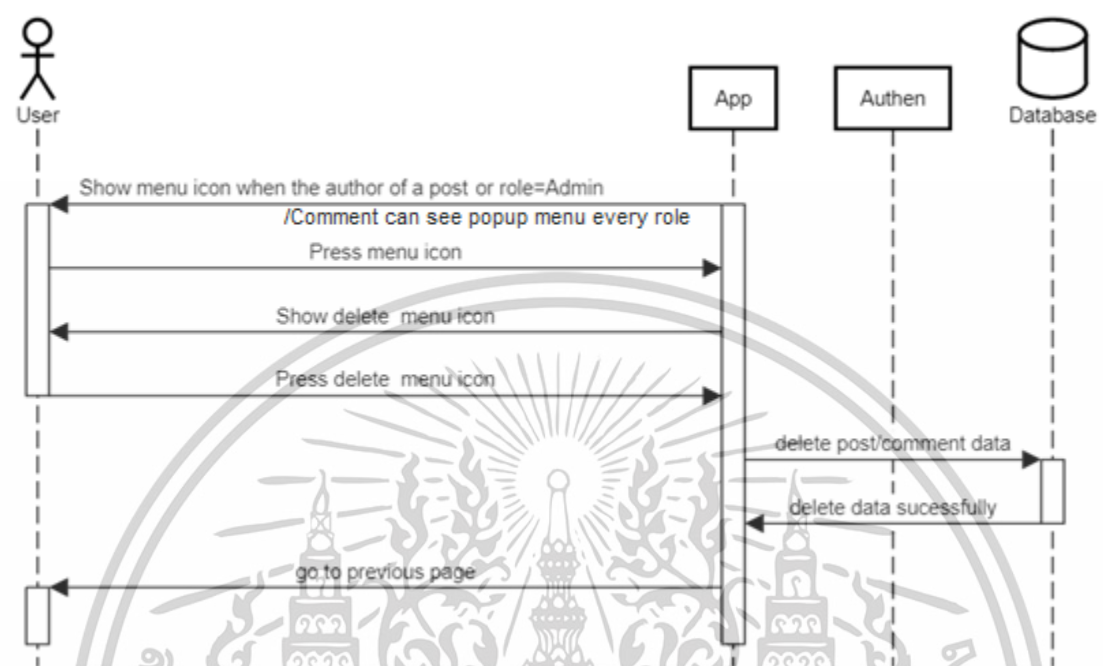 User
App
Authen
Database
Show menu icon when the author of a post or role=Admin
/Comment can see popup menu every role
Press menu icon
Show delete menu icon
Press delete menu icon
delete post/comment data
delete data sucessfully
go to previous page